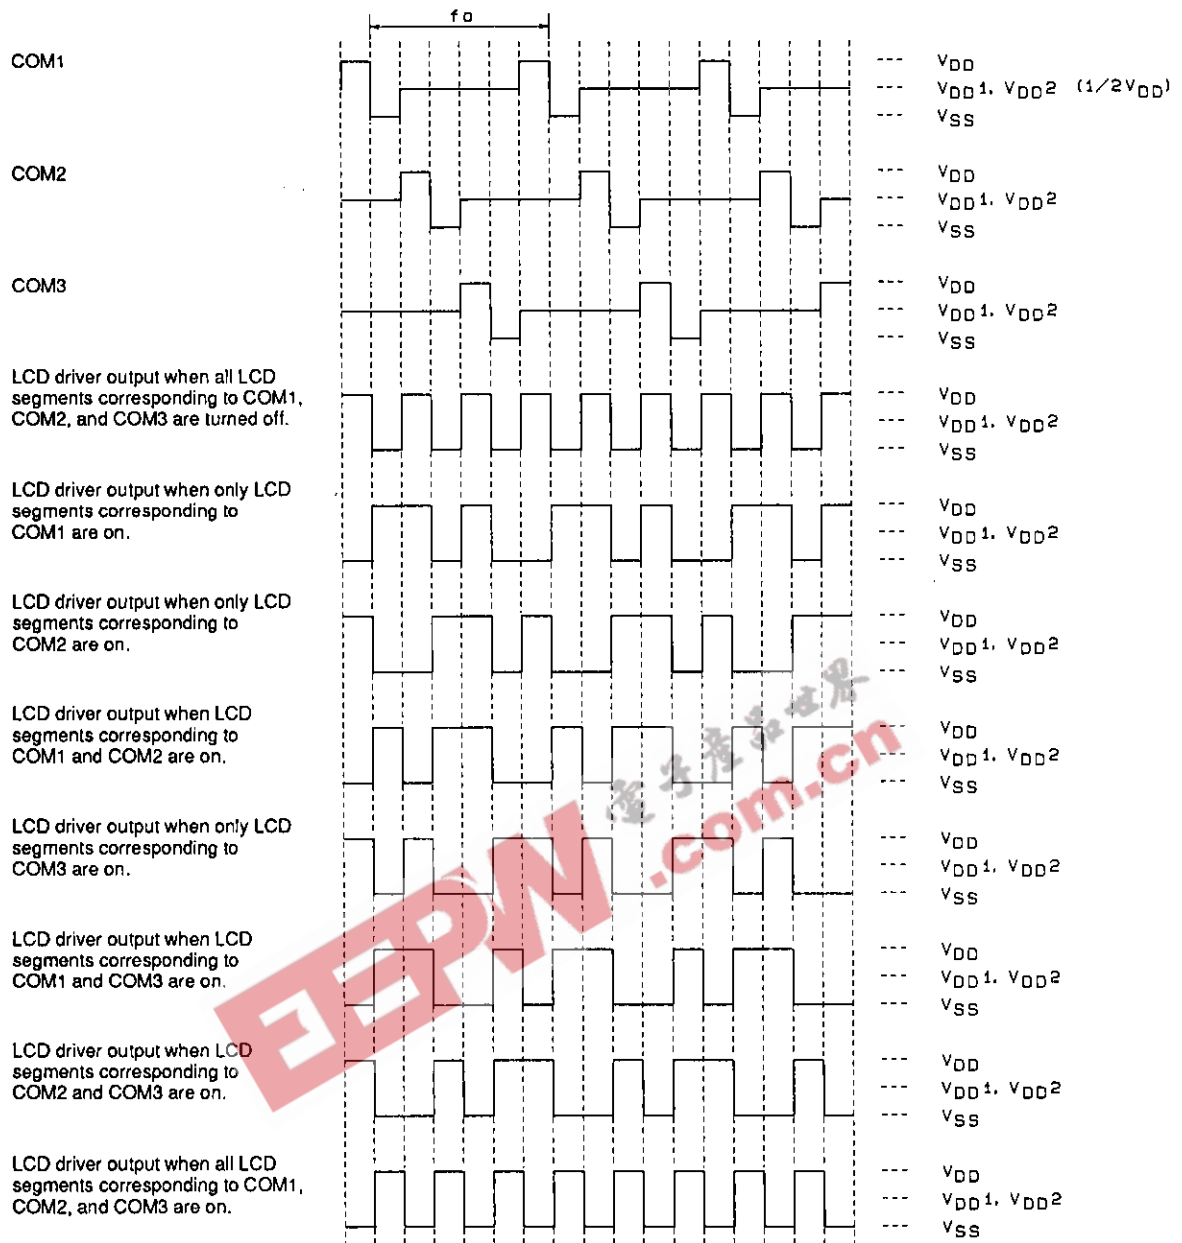 fo
COM1
VDD
VDD1, VDD2 (1/2VDD)
VSS
COM2
VDD
VDD1, VDD2
VSS
COM3
VDD
VDD1, VDD2
VSS
LCD driver output when all LCD
segments corresponding to COM1,
COM2, and COM3 are turned off.
VDD
VDD1, VDD2
VSS
LCD driver output when only LCD
segments corresponding to
COM1 are on.
VDD
VDD1, VDD2
VSS
LCD driver output when only LCD
segments corresponding to
COM2 are on.
VDD
VDD1, VDD2
VSS
LCD driver output when LCD
segments corresponding to
COM1 and COM2 are on.
VDD
VDD1, VDD2
VSS
LCD driver output when only LCD
segments corresponding to
COM3 are on.
VDD
VDD1, VDD2
VSS
LCD driver output when LCD
segments corresponding to
COM1 and COM3 are on.
VDD
VDD1, VDD2
VSS
LCD driver output when LCD
segments corresponding to
COM2 and COM3 are on.
VDD
VDD1, VDD2
VSS
LCD driver output when all LCD
segments corresponding to COM1,
COM2, and COM3 are on.
VDD
VDD1, VDD2
VSS
EEPW.com.cn
電子產品世界